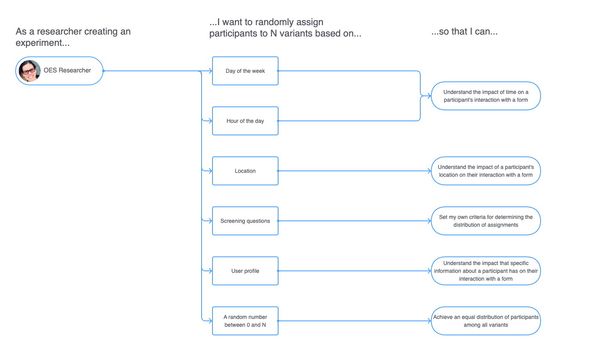 As a researcher creating an
experiment...
...I want to randomly assign
participants to N variants based on...
...so that I can...
OES Researcher
Day of the week
Hour of the day
Understand the impact of time on a
participant's interaction with a form
Location
Understand the impact of a participant's
location on their interaction with a form
Screening questions
Set my own criteria for determining the
distribution of assignments
User profile
Understand the impact that specific
information about a participant has on their
interaction with a form
A random number
between 0 and N
Achieve an equal distribution of participants
among all variants